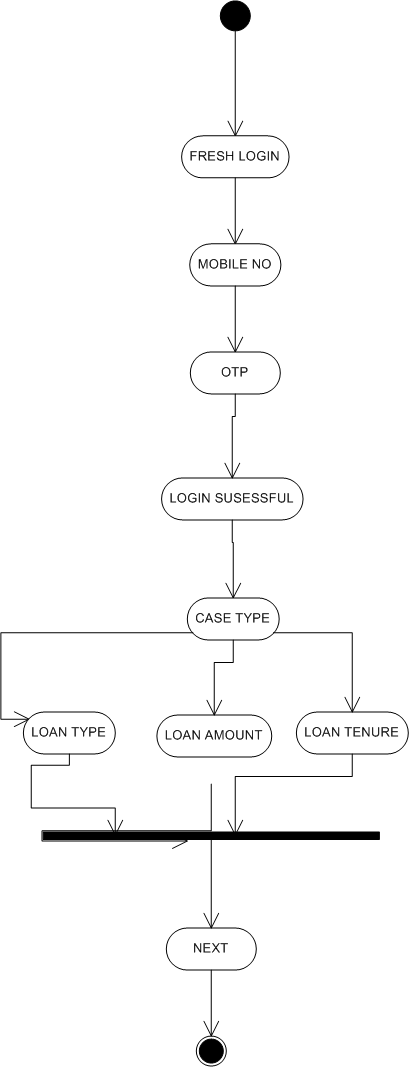 FRESH LOGIN
MOBILE NO
OTP
LOGIN SUSESSFUL
CASE TYPE
LOAN TYPE
LOAN AMOUNT
LOAN TENURE
NEXT